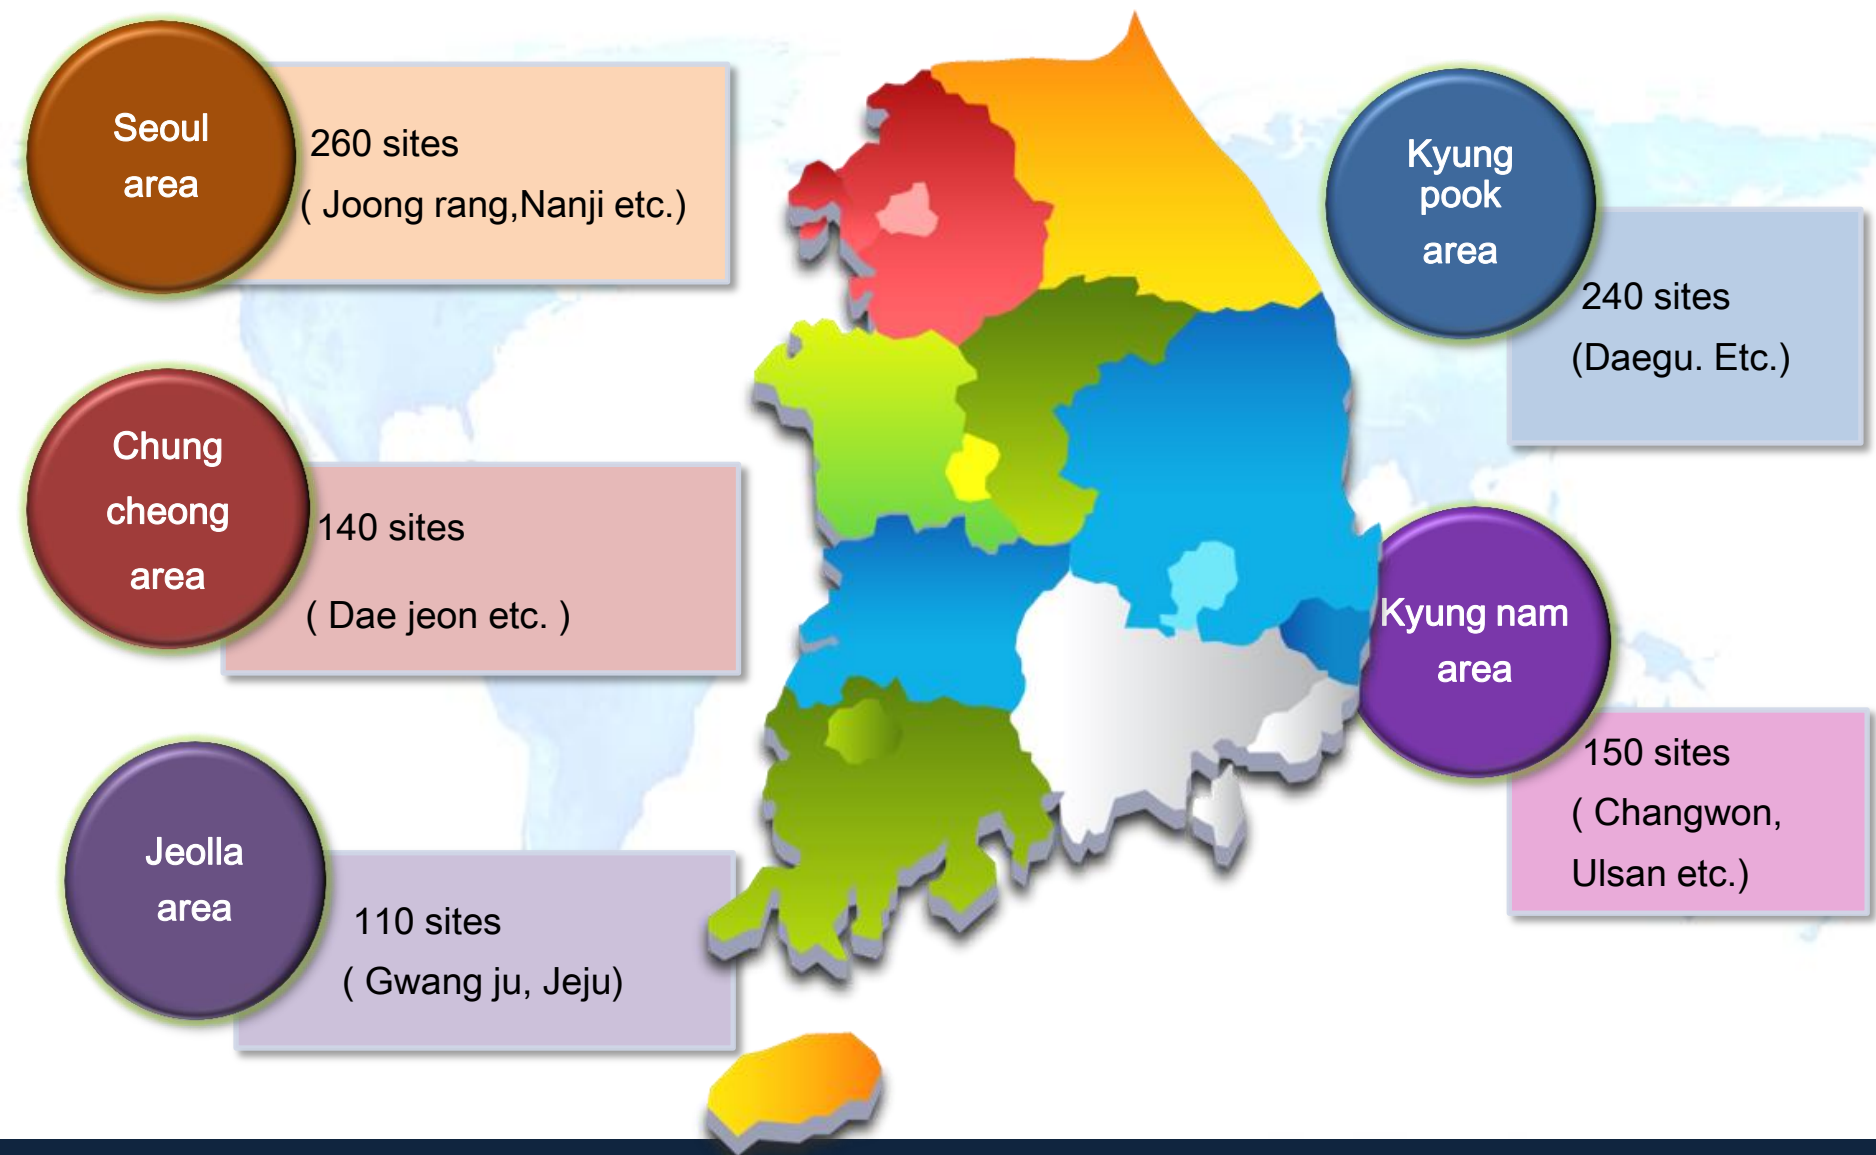 Seoul
area
260 sites
( Joong rang,Nanji etc.)
Chung
cheong
area
140 sites
( Dae jeon etc. )
Jeolla
area
110 sites
( Gwang ju, Jeju)
Kyung
pook
area
240 sites
(Daegu. Etc.)
Kyung nam
area
150 sites
( Changwon,
Ulsan etc.)